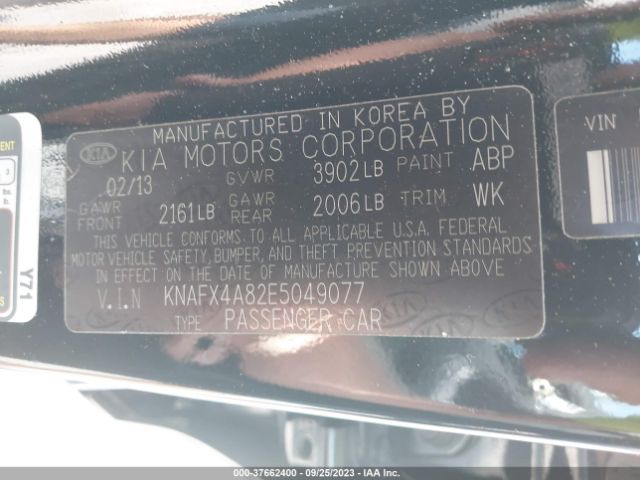 MANUFACTURED IN KOREA BY
KIA KIA MOTORS CORPORATION
02/13 GVWR 3902LB PAINT ABP
GAWR FRONT 2161LB GAWR REAR 2006LB TRIM WK
THIS VEHICLE CONFORMS TO ALL APPLICABLE U.S.A. FEDERAL
MOTOR VEHICLE SAFETY, BUMPER, AND THEFT PREVENTION STANDARDS
IN EFFECT ON THE DATE OF MANUFACTURE SHOWN ABOVE
V.I.N KNAFX4A82E5049077
TYPE PASSENGER CAR
VIN
Y71
3
000-37662400 - 09/25/2023 - IAA Inc.